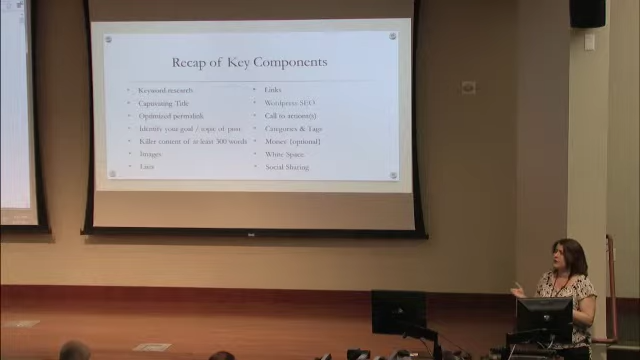 Recap of Key Components
Keyword research
Captivating Title
Optimized permalink
Identify your goal / topic of post
Killer content of at least 300 words
Images
Lists
Links
Wordpress SEO
Call to action(s)
Categories & Tags
Money {optional}
White Space
Social Sharing